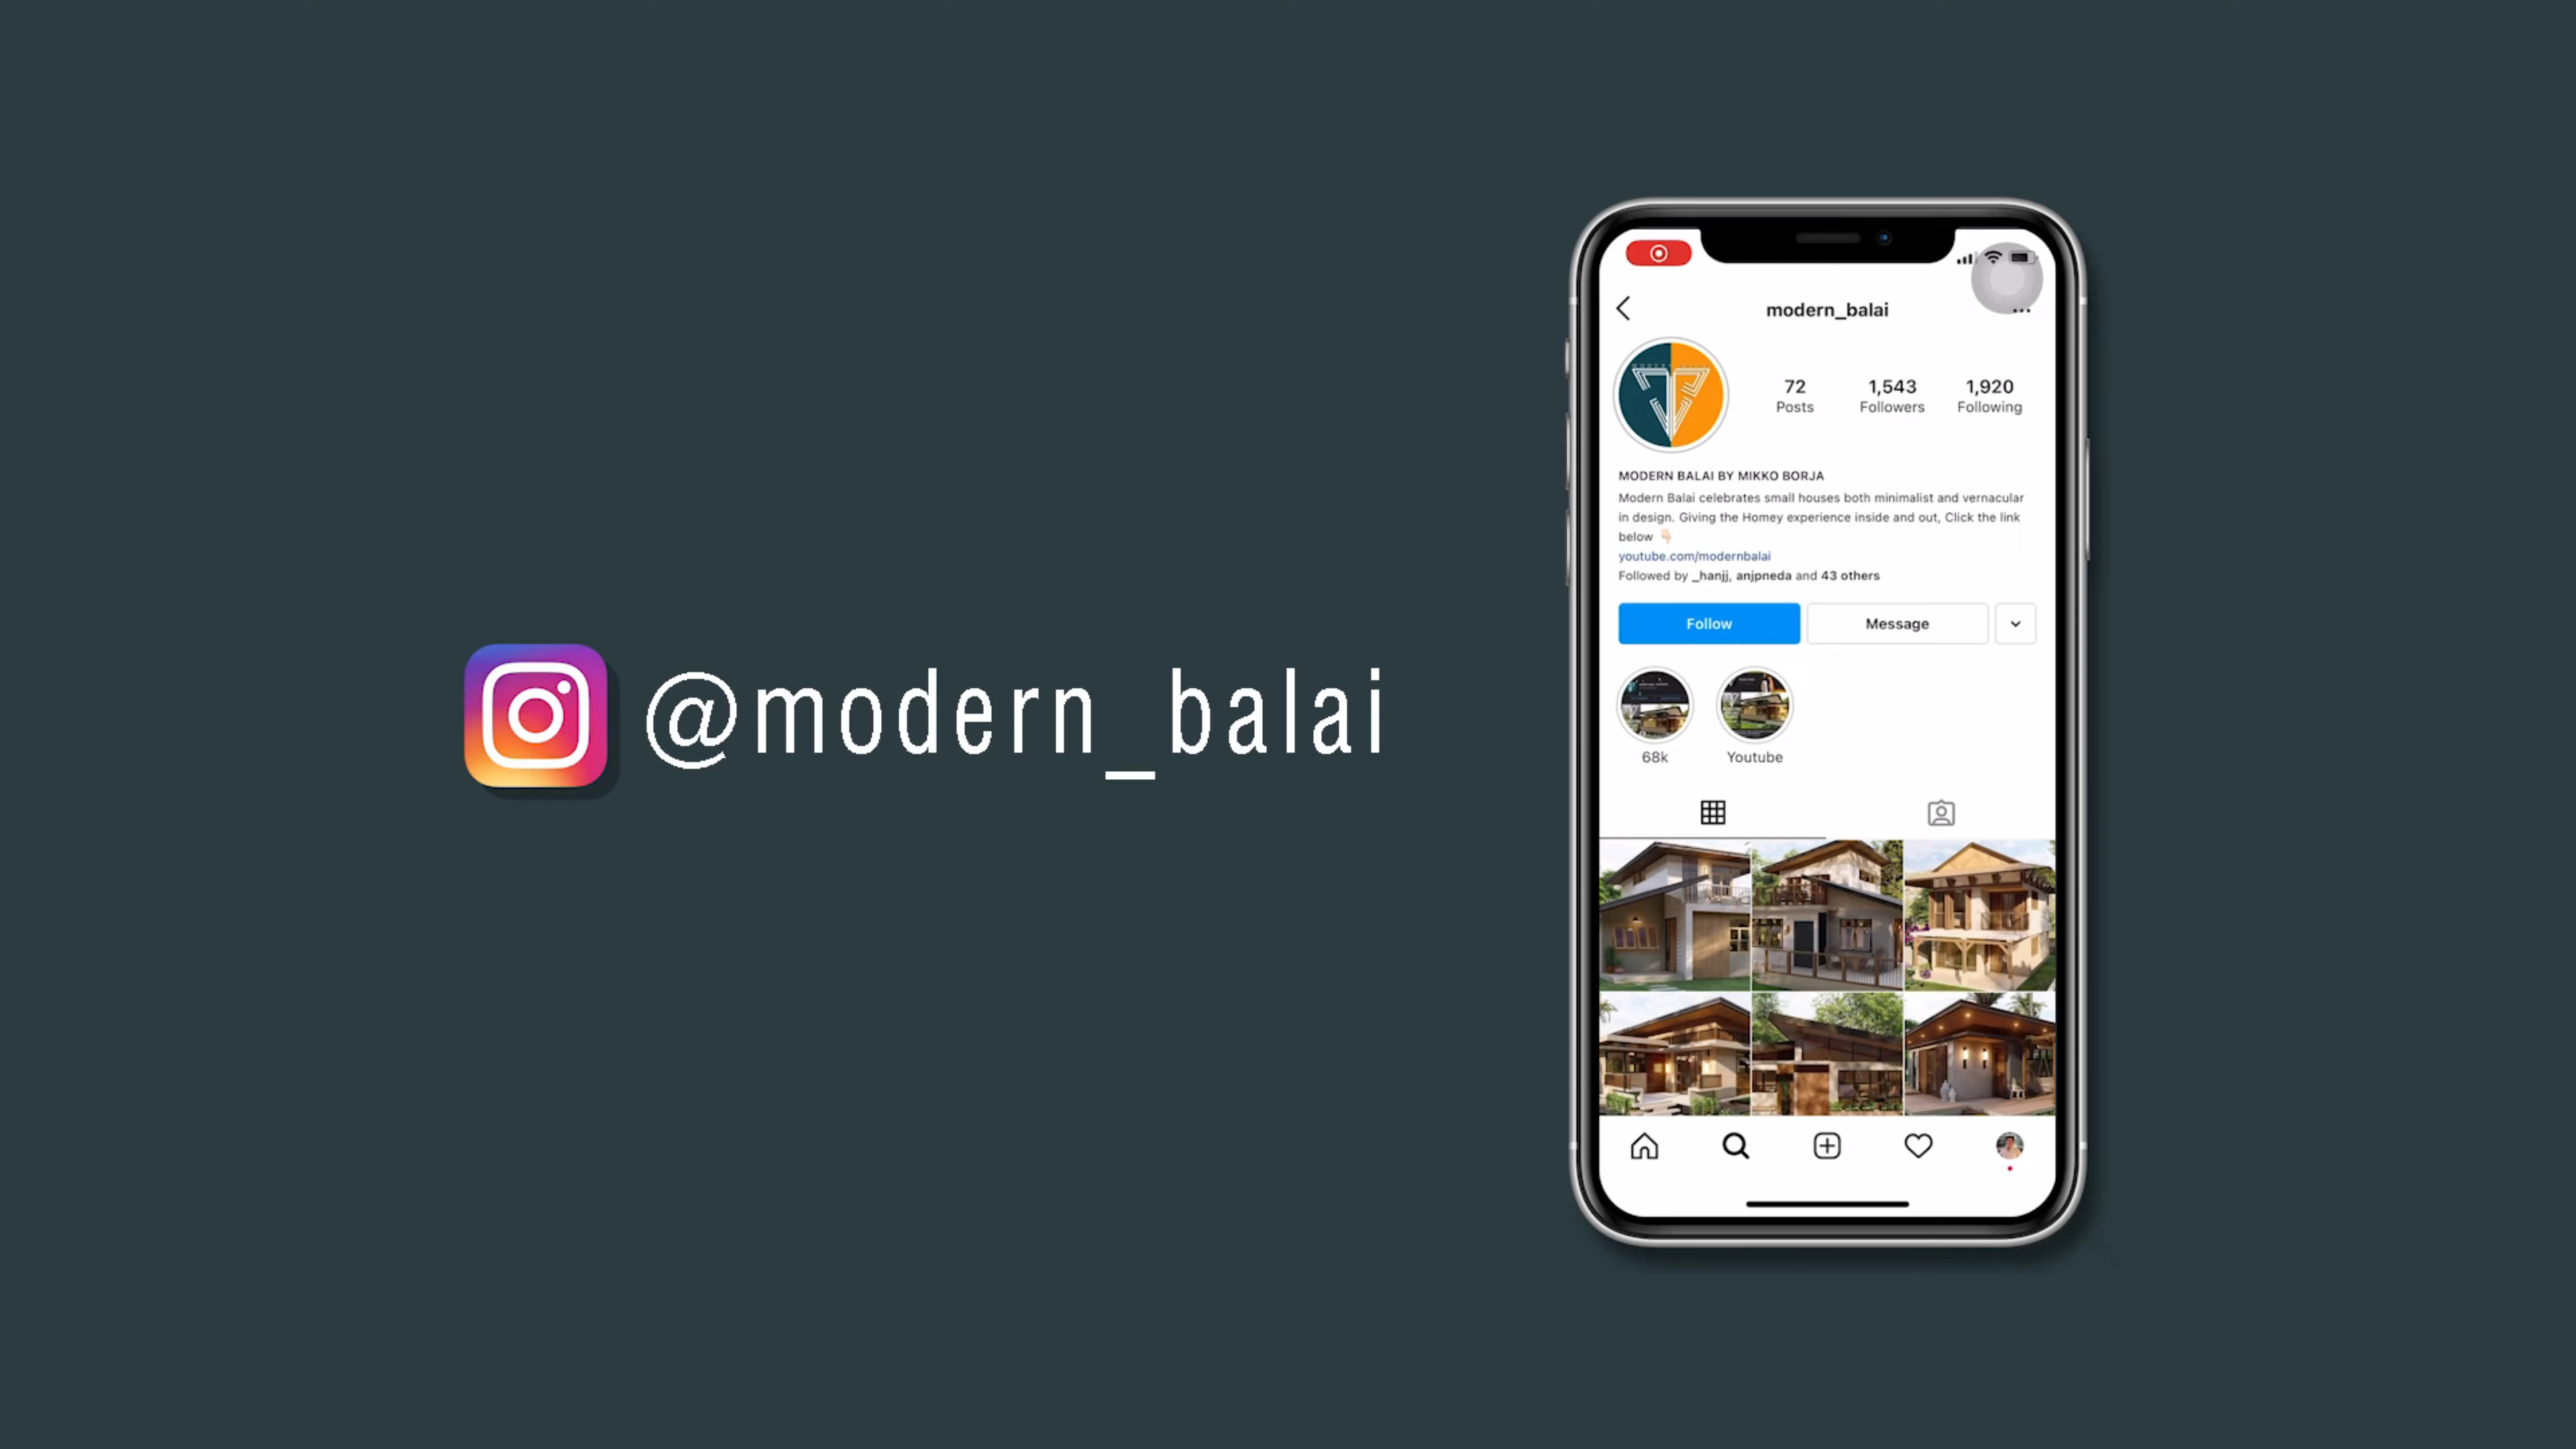 @modern_balai
modern_balai
72
Posts
1,543
Followers
1,920
Following
MODERN BALAI BY MIKKO BORJA
Modern Balai celebrates small houses both minimalist and vernacular
in design. Giving the Homey experience inside and out, Click the link
below 👇🏻
youtube.com/modernbalai
Followed by _hanjj, anjpneda and 43 others
Follow
Message
68k
Youtube